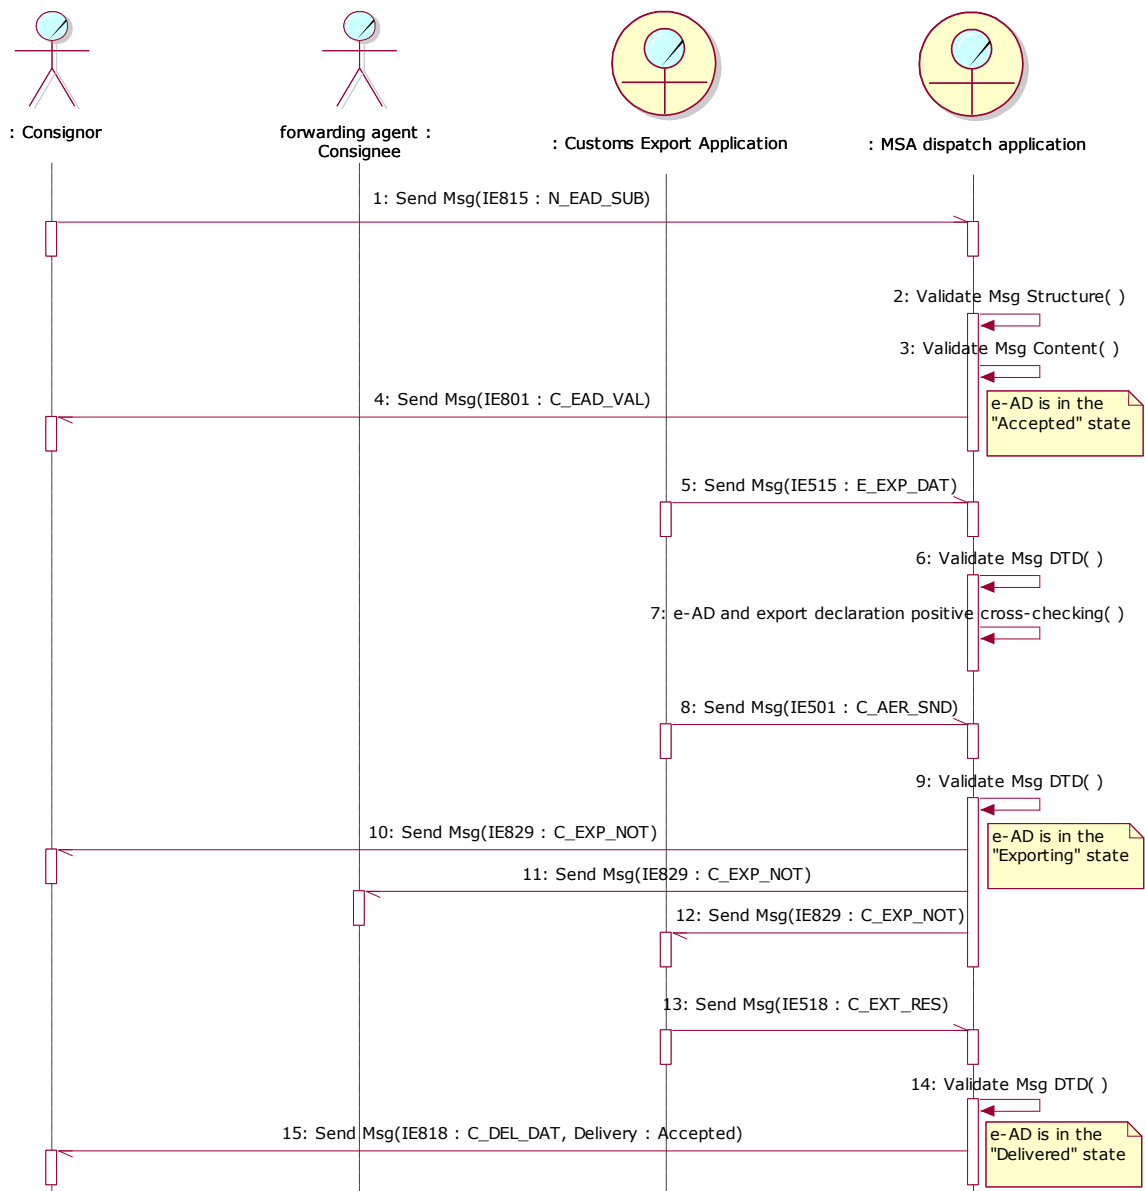 : Consignor
forwarding agent :
Consignee
: Customs Export Application
: MSA dispatch application
1: Send Msg(IE815 : N_EAD_SUB)
2: Validate Msg Structure( )
3: Validate Msg Content( )
4: Send Msg(IE801 : C_EAD_VAL)
e-AD is in the
"Accepted" state
5: Send Msg(IE515 : E_EXP_DAT)
6: Validate Msg DTD( )
7: e-AD and export declaration positive cross-checking( )
8: Send Msg(IE501 : C_AER_SND)
9: Validate Msg DTD( )
10: Send Msg(IE829 : C_EXP_NOT)
e-AD is in the
"Exporting" state
11: Send Msg(IE829 : C_EXP_NOT)
12: Send Msg(IE829 : C_EXP_NOT)
13: Send Msg(IE518 : C_EXT_RES)
14: Validate Msg DTD( )
15: Send Msg(IE818 : C_DEL_DAT, Delivery : Accepted)
e-AD is in the
"Delivered" state